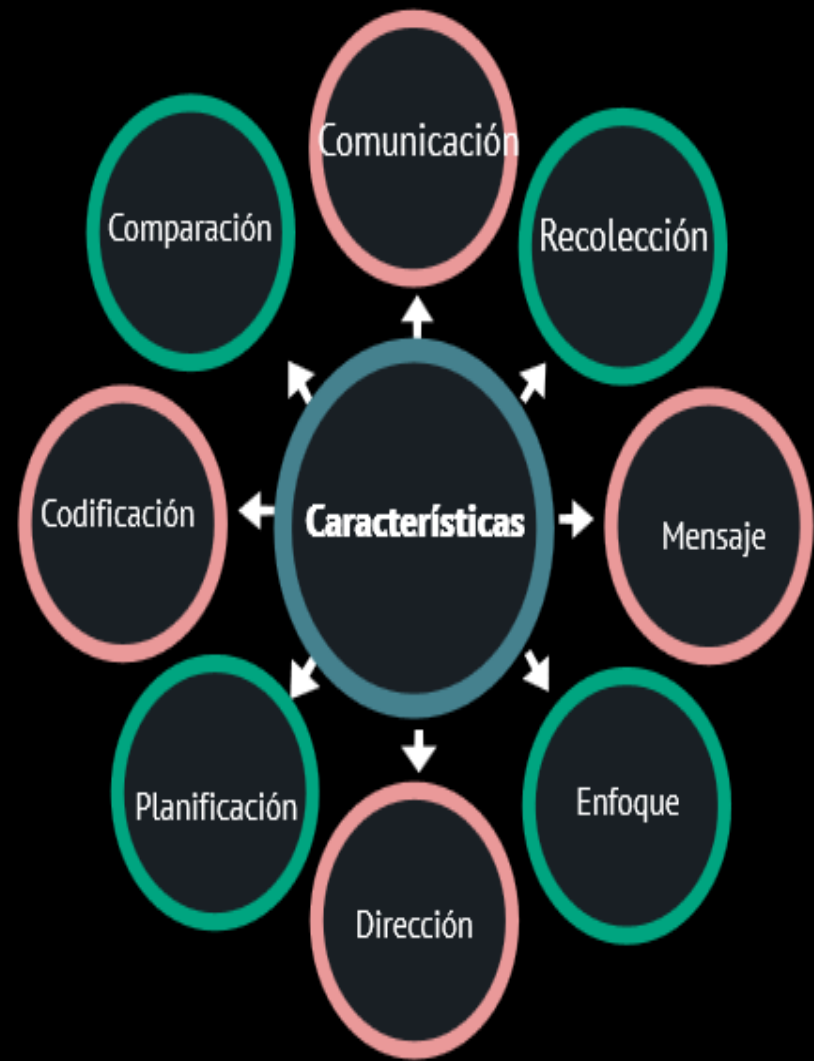 Comunicación
Comparación
Recolección
Codificación
Características
Mensaje
Planificación
Enfoque
Dirección